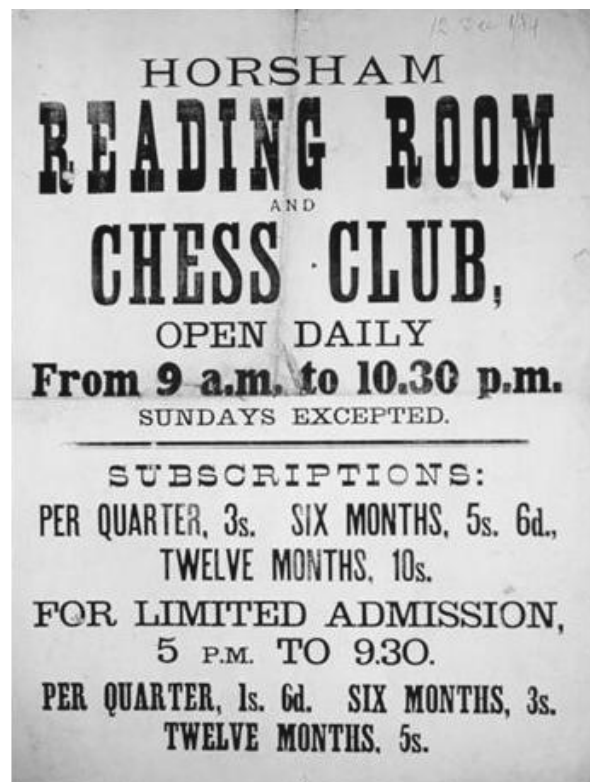 12 Dec
HORSHAM
READING ROOM
AND
CHESS CLUB,
OPEN DAILY
From 9 a.m. to 10.30 p.m.
SUNDAYS EXCEPTED.
SUBSCRIPTIONS:
PER QUARTER, 3s. SIX MONTHS, 5s. 6d.,
TWELVE MONTHS, 10s.
FOR LIMITED ADMISSION,
5 P.M. TO 9.30.
PER QUARTER, 1s. 6d. SIX MONTHS, 3s.
TWELVE MONTHS, 5s.